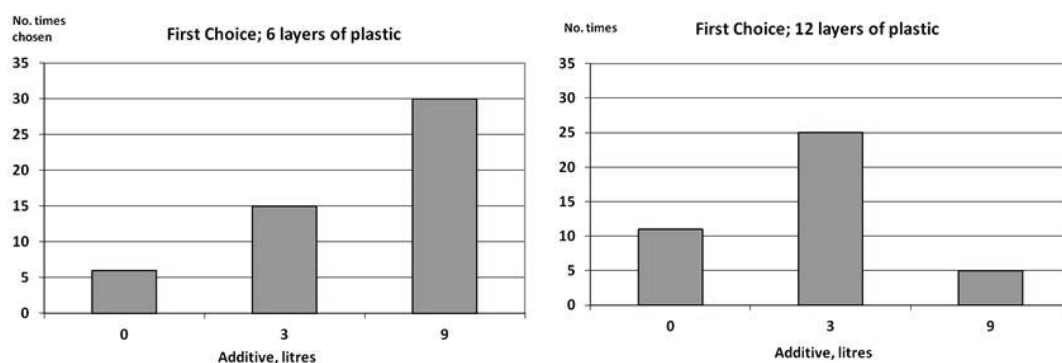 No. times
chosen
First Choice; 6 layers of plastic
35
30
25
20
15
10
5
0
0 3 9
Additive, litres
No. times
First Choice; 12 layers of plastic
35
30
25
20
15
10
5
0
0 3 9
Additive, litres